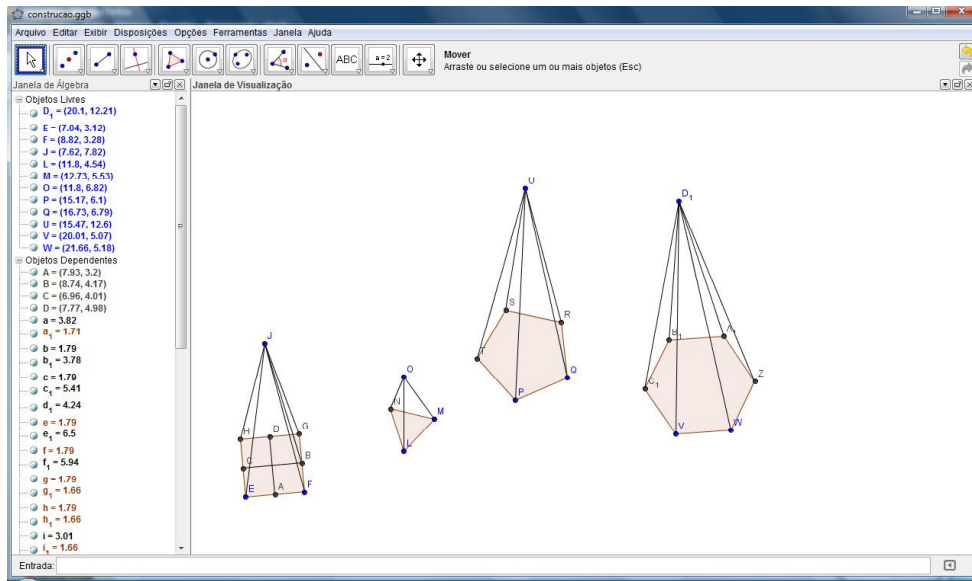 construcao.ggb
Arquivo Editar Exibir Disposições Opções Ferramentas Janela Ajuda
ABC
a=2
Mover
Arraste ou selecione um ou mais objetos (Esc)
Janela de Álgebra
Janela de Visualização
Objetos Livres
D₁ = (20.1, 12.21)
E = (7.04, 3.12)
F = (8.82, 3.28)
J = (7.62, 7.82)
L = (11.8, 4.54)
M = (12.73, 5.53)
O = (11.8, 6.82)
P = (15.17, 6.1)
Q = (16.73, 6.79)
U = (15.47, 12.6)
V = (20.01, 5.07)
W = (21.66, 5.18)
Objetos Dependentes
A = (7.93, 3.2)
B = (8.74, 4.17)
C = (6.96, 4.01)
D = (7.77, 4.98)
a = 3.82
a₁ = 1.71
b = 1.79
b₁ = 3.78
c = 1.79
c₁ = 5.41
d₁ = 4.24
e = 1.79
e₁ = 6.5
f = 1.79
f₁ = 5.94
g = 1.79
g₁ = 1.66
h = 1.79
h₁ = 1.66
i = 3.01
i₁ = 1.66
J
H
D
G
C
B
E
A
F
O
N
M
L
U
S
R
T
Q
P
D₁
B₁
A₁
C₁
Z
V
W
Entrada: